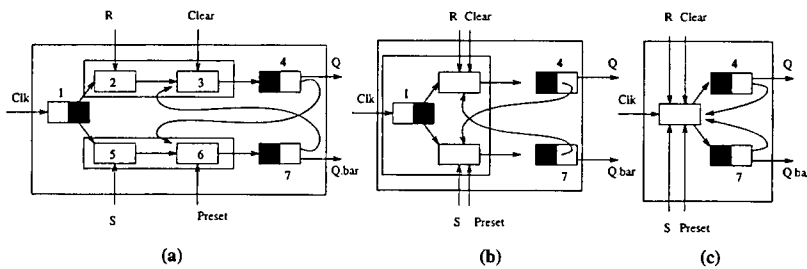 R Clear
4
Q
1
2
3
Clk
5
6
7
Q.bar
S
Preset
(a)
R Clear
4
Q
1
Clk
7
Q bar
S Preset
(b)
R Clear
4
Q
Clk
7
Q bar
S Preset
(c)